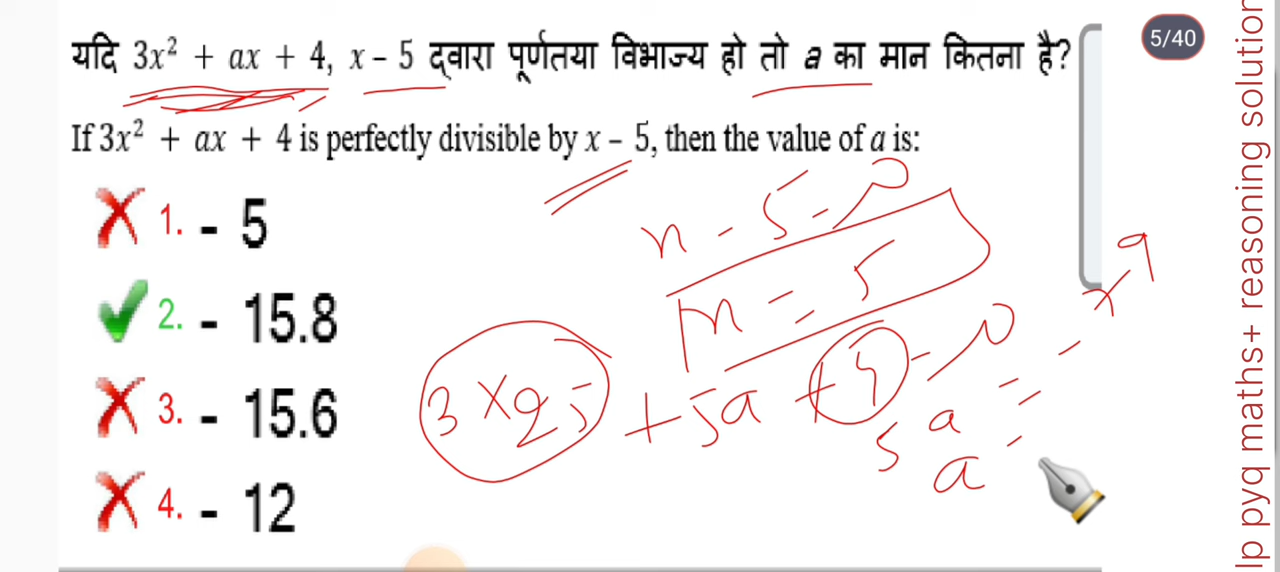 यदि 3x² + ax + 4, x – 5 द्वारा पूर्णतया विभाज्य हो तो a का मान कितना है?
5/40
If 3x² + ax + 4 is perfectly divisible by x – 5, then the value of a is:
1. - 5
2. - 15.8
3. - 15.6
4. - 12
n - 5 - 0
n = 5
3 × 25 + 5a + 4 - 0
5a = - 79
a = -
lp pyq maths+ reasoning solution